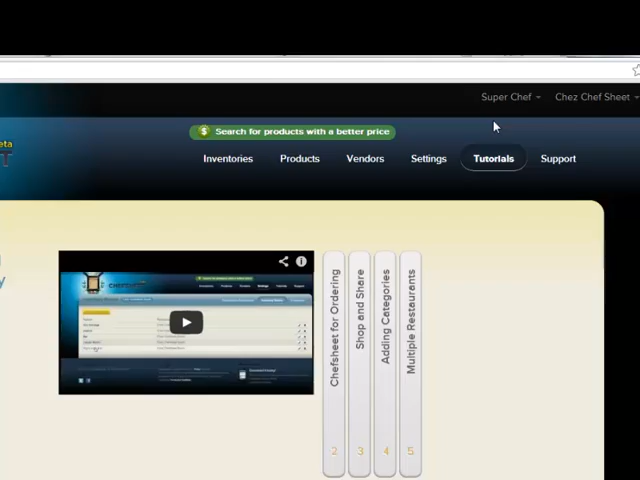 Super Chef
Chez Chef Sheet
eta
T
Search for products with a better price
Inventories
Products
Vendors
Settings
Tutorials
Support
y
Chefsheet for Ordering
2
Shop and Share
3
Adding Categories
4
Multiple Restaurants
5